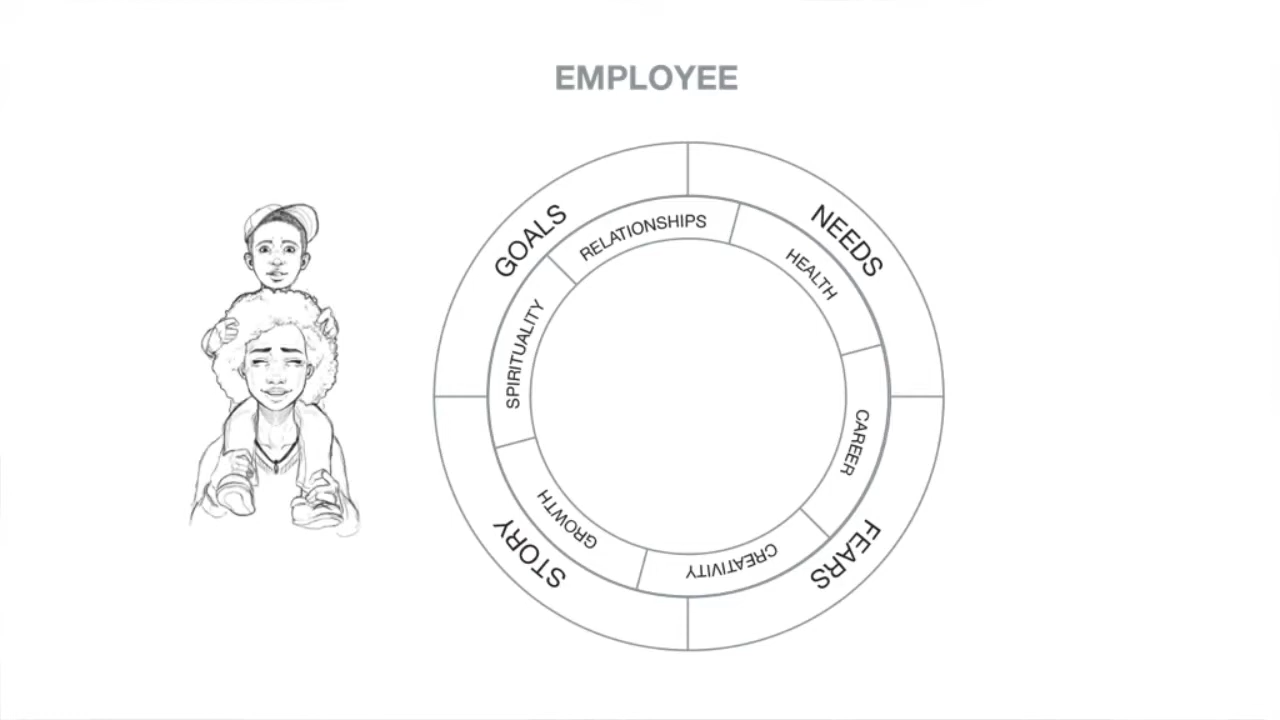 EMPLOYEE
GOALS
NEEDS
FEARS
STORY
RELATIONSHIPS
HEALTH
CAREER
CREATIVITY
GROWTH
SPIRITUALITY